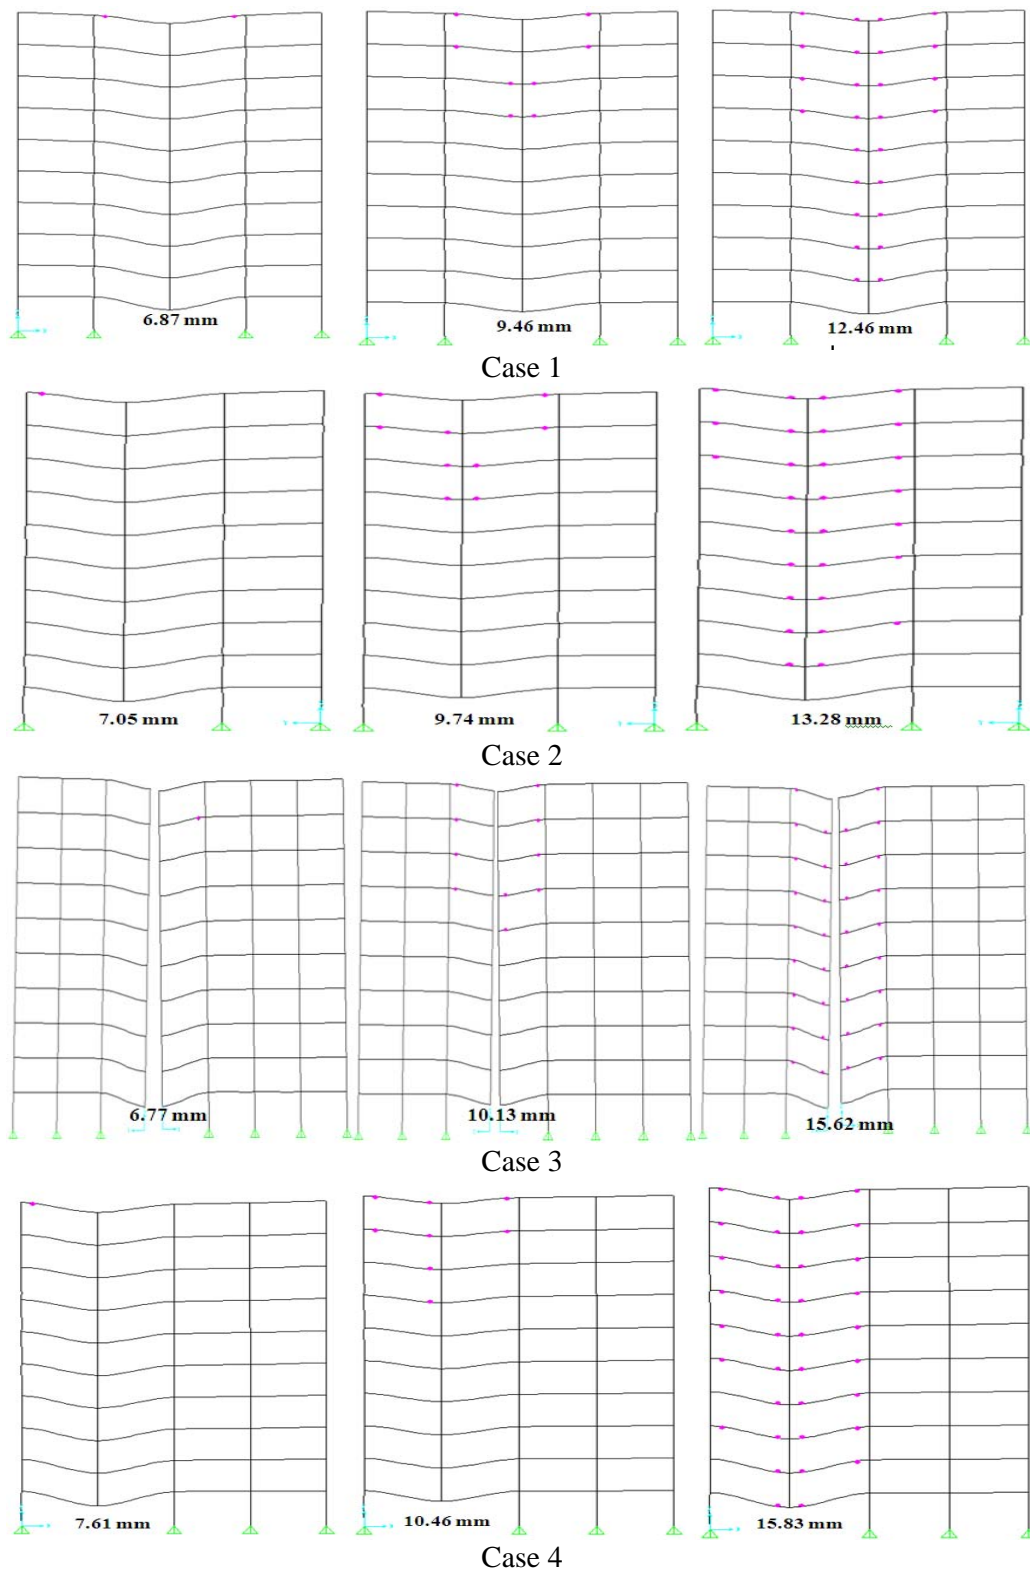 6.87 mm
9.46 mm
12.46 mm
Case 1
7.05 mm
9.74 mm
13.28 mm
Case 2
6.77 mm
10.13 mm
15.62 mm
Case 3
7.61 mm
10.46 mm
15.83 mm
Case 4